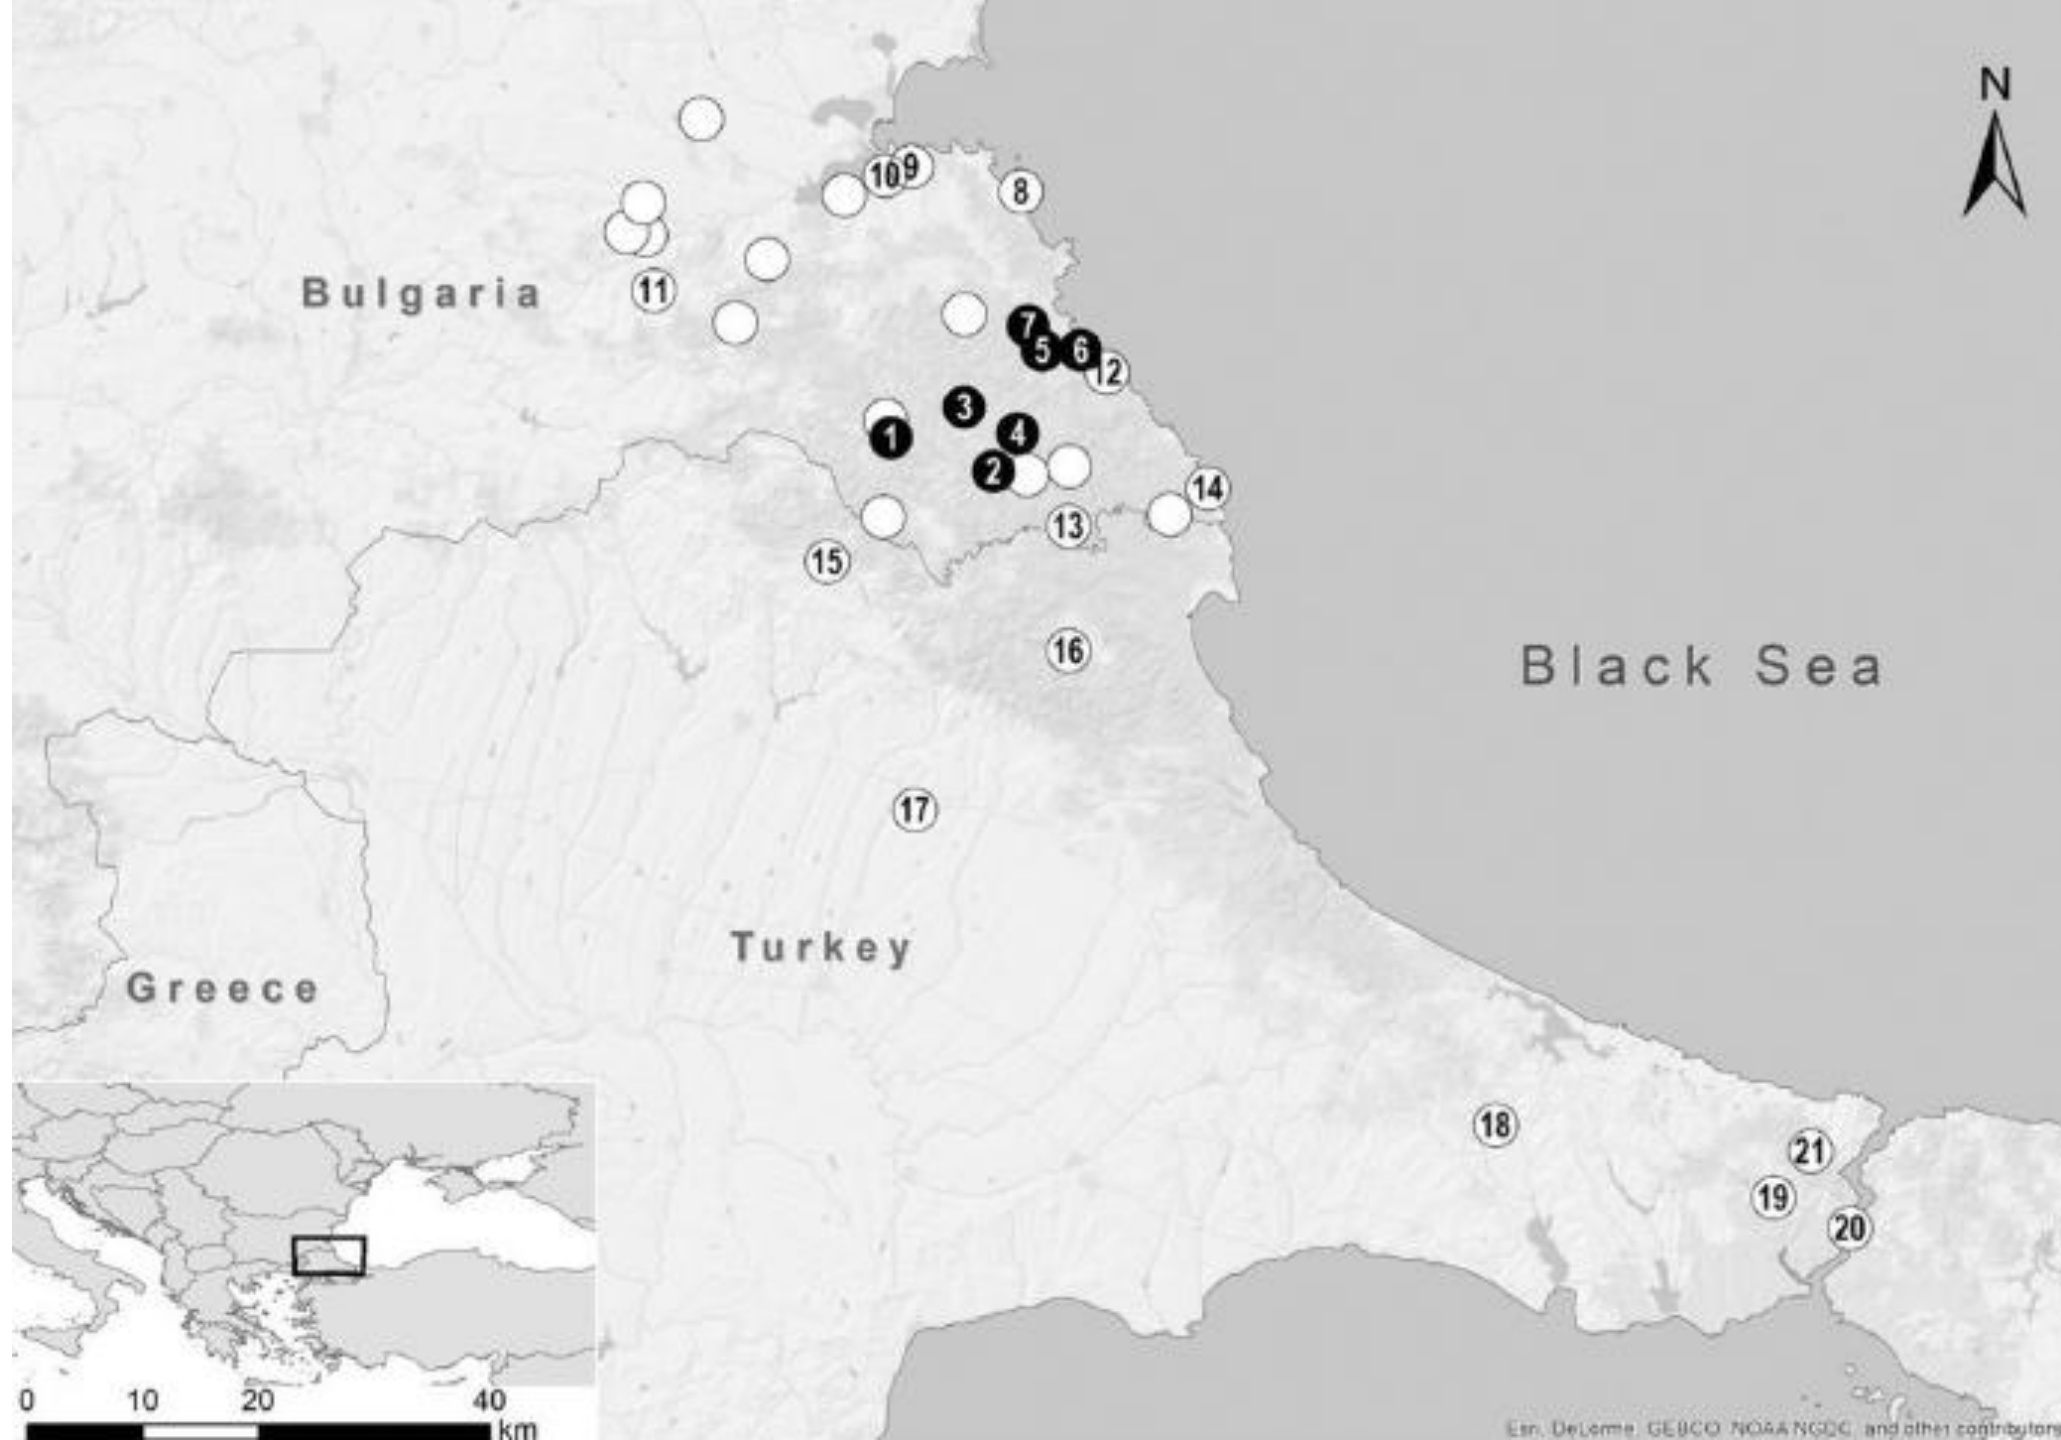 N
10
9
8
Bulgaria
11
7
5
6
12
3
1
4
2
14
13
15
16
Black Sea
17
Turkey
Greece
18
21
19
20
0 10 20 40
km
Esri, DeLorme, GEBCO, NOAA NGDC, and other contributors